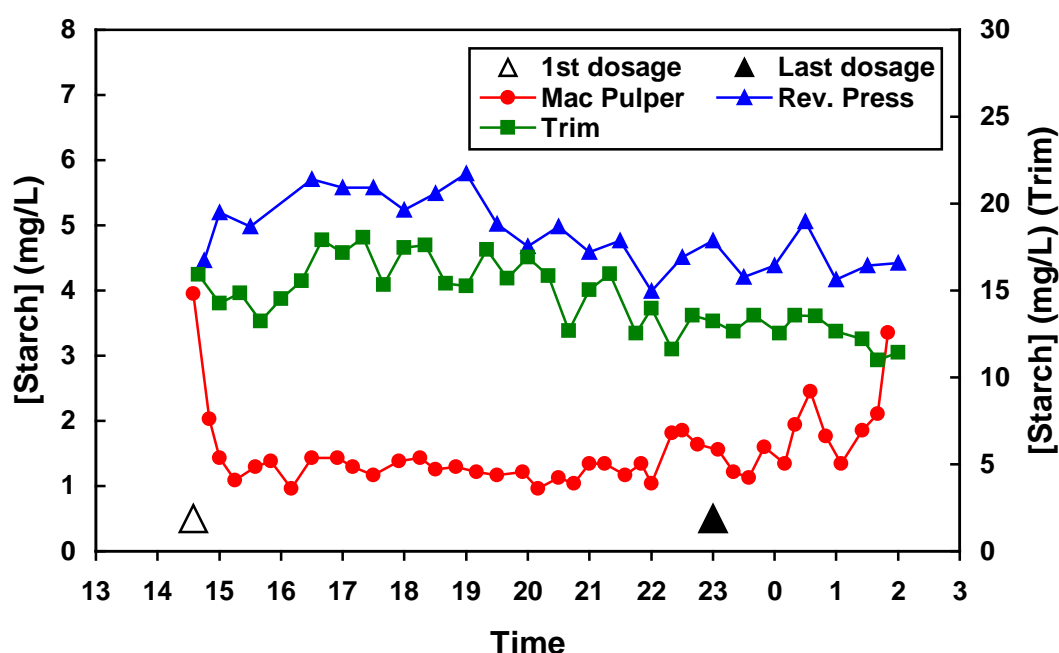 8
7
6
5
4
3
2
1
0
[Starch] (mg/L)
30
25
20
15
10
5
0
[Starch] (mg/L) (Trim)
1st dosage
Last dosage
Mac Pulper
Rev. Press
Trim
13 14 15 16 17 18 19 20 21 22 23 0 1 2 3
Time